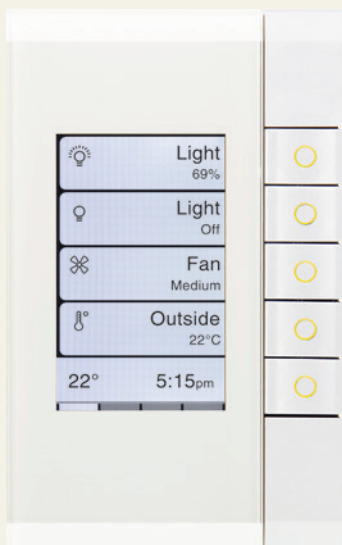 Light
69%
Light
Off
Fan
Medium
Outside
22°C
22° 5:15pm